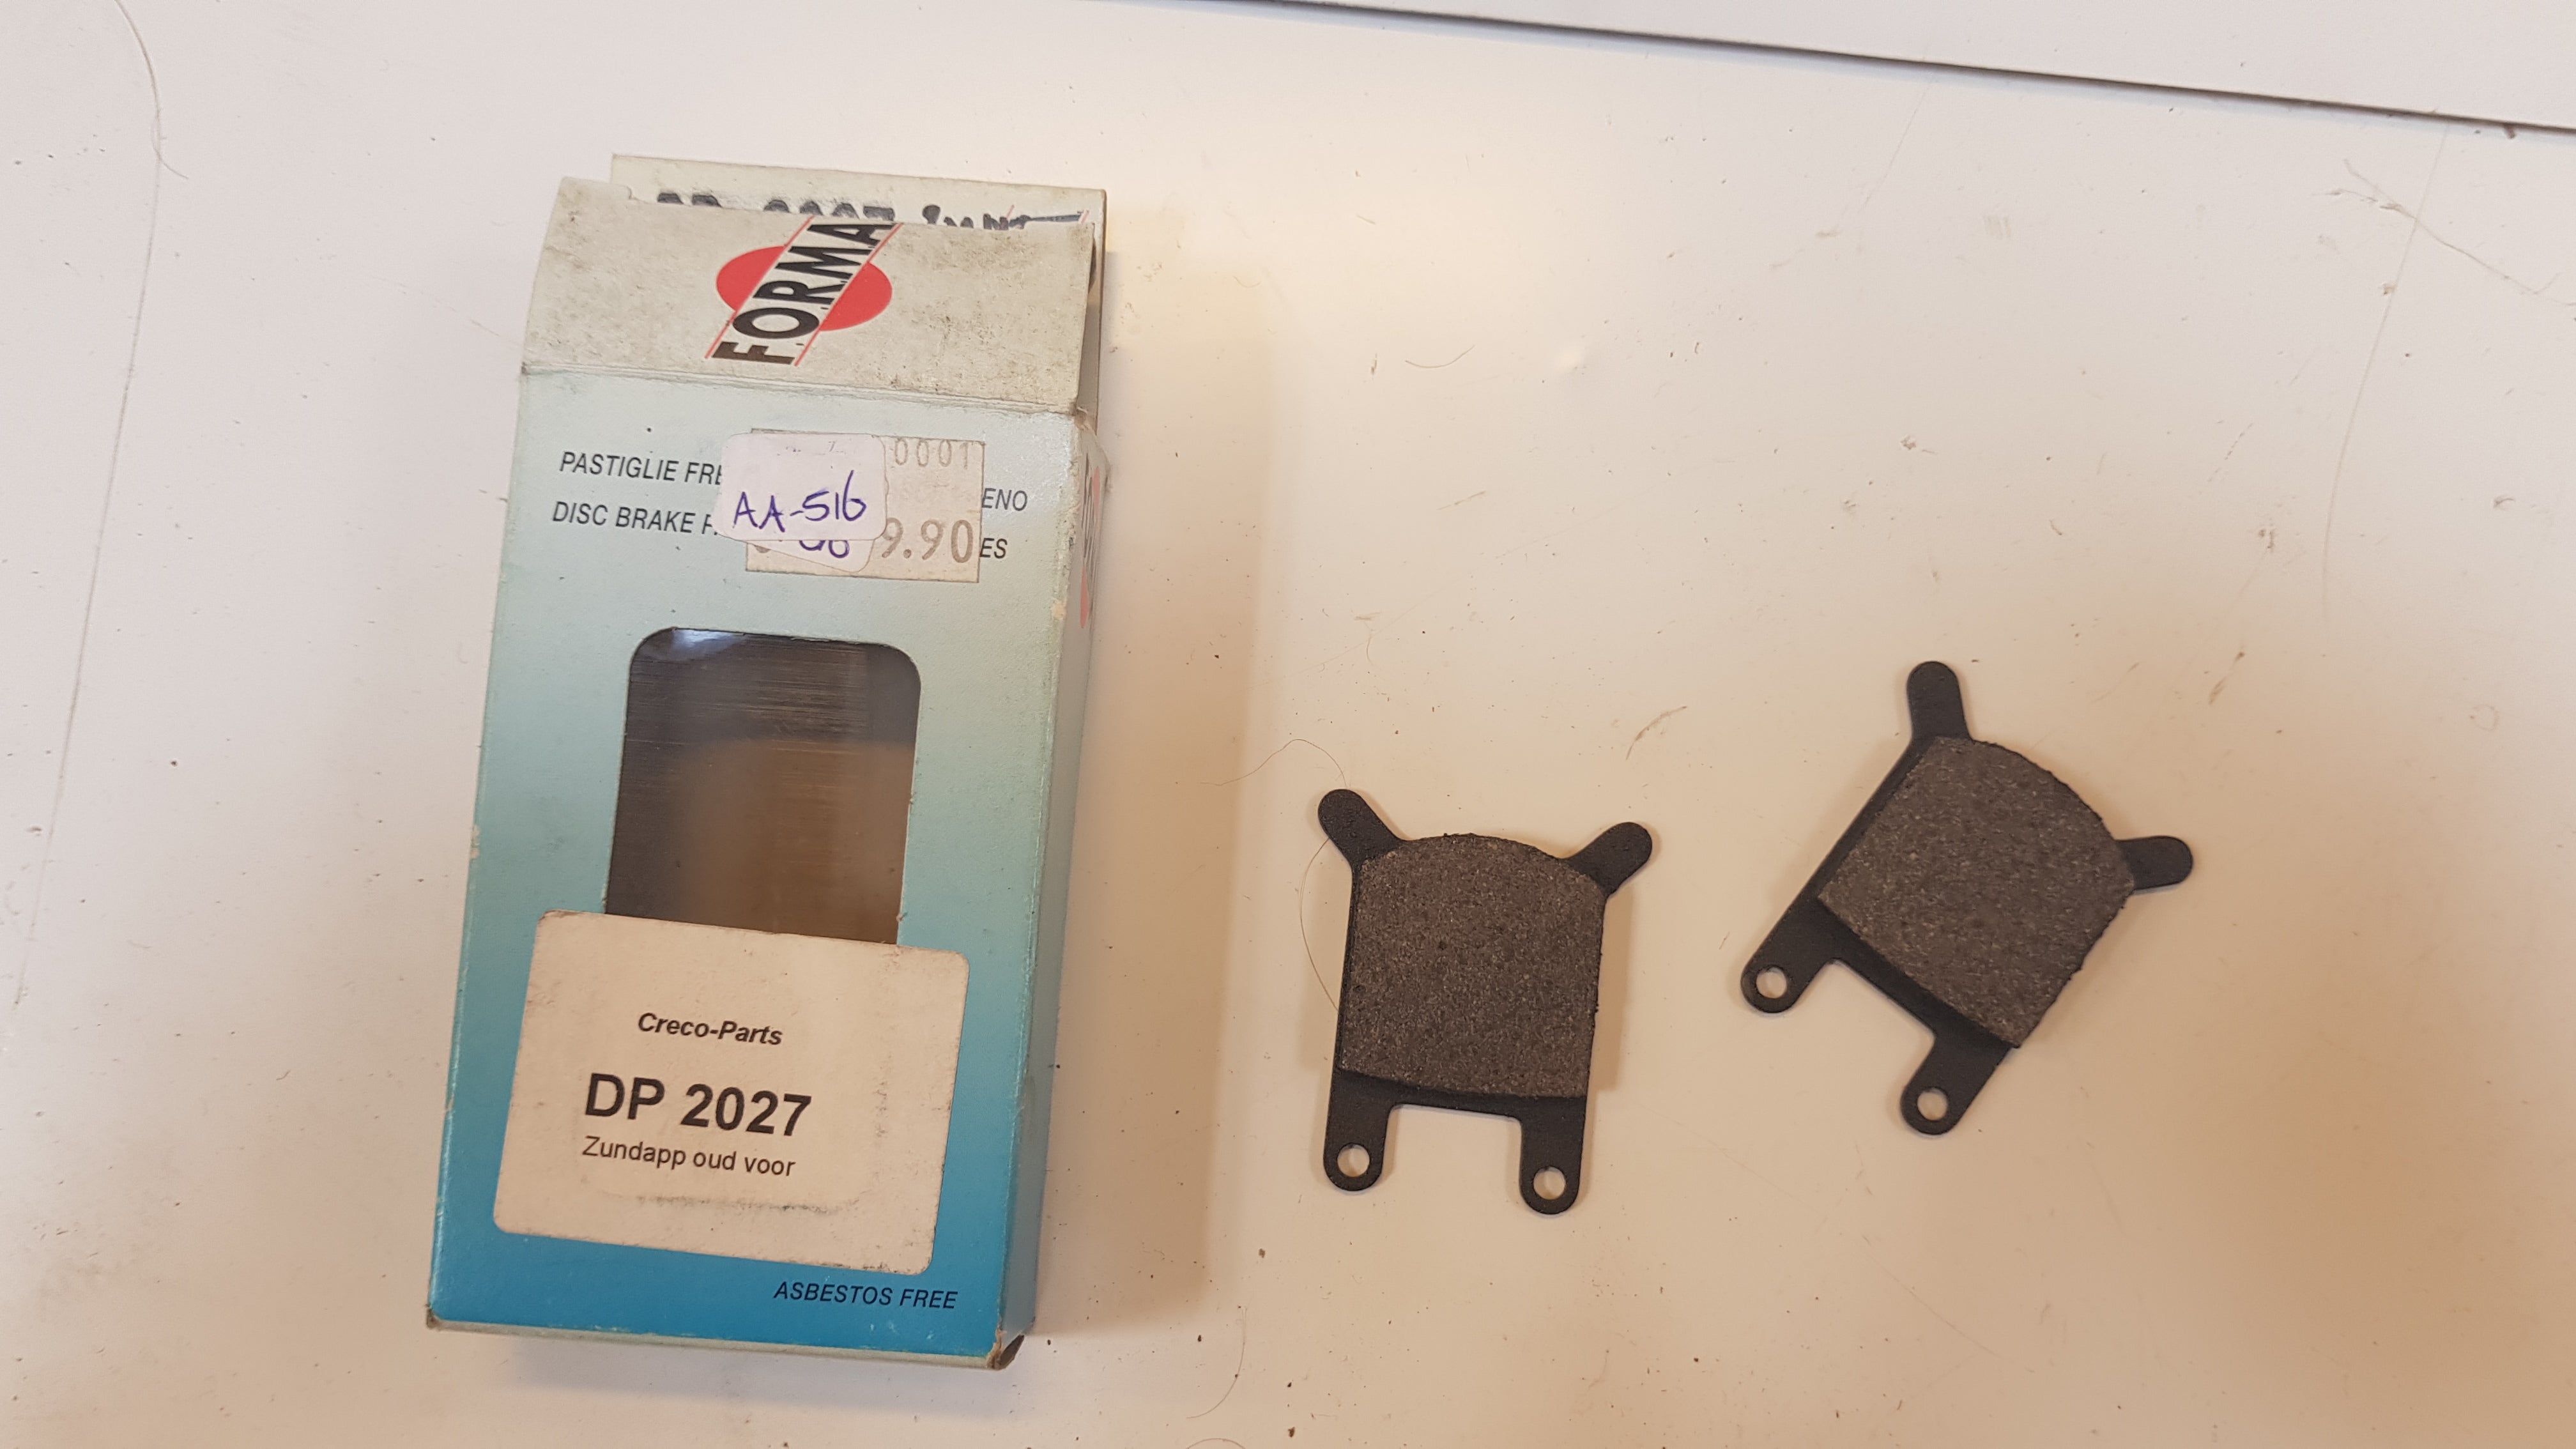 FORMA
PASTIGLIE
ENO
DISC BRAKE
ES
0001
AA-516
9.90
Creco-Parts
DP 2027
Zundapp oud voor
ASBESTOS FREE